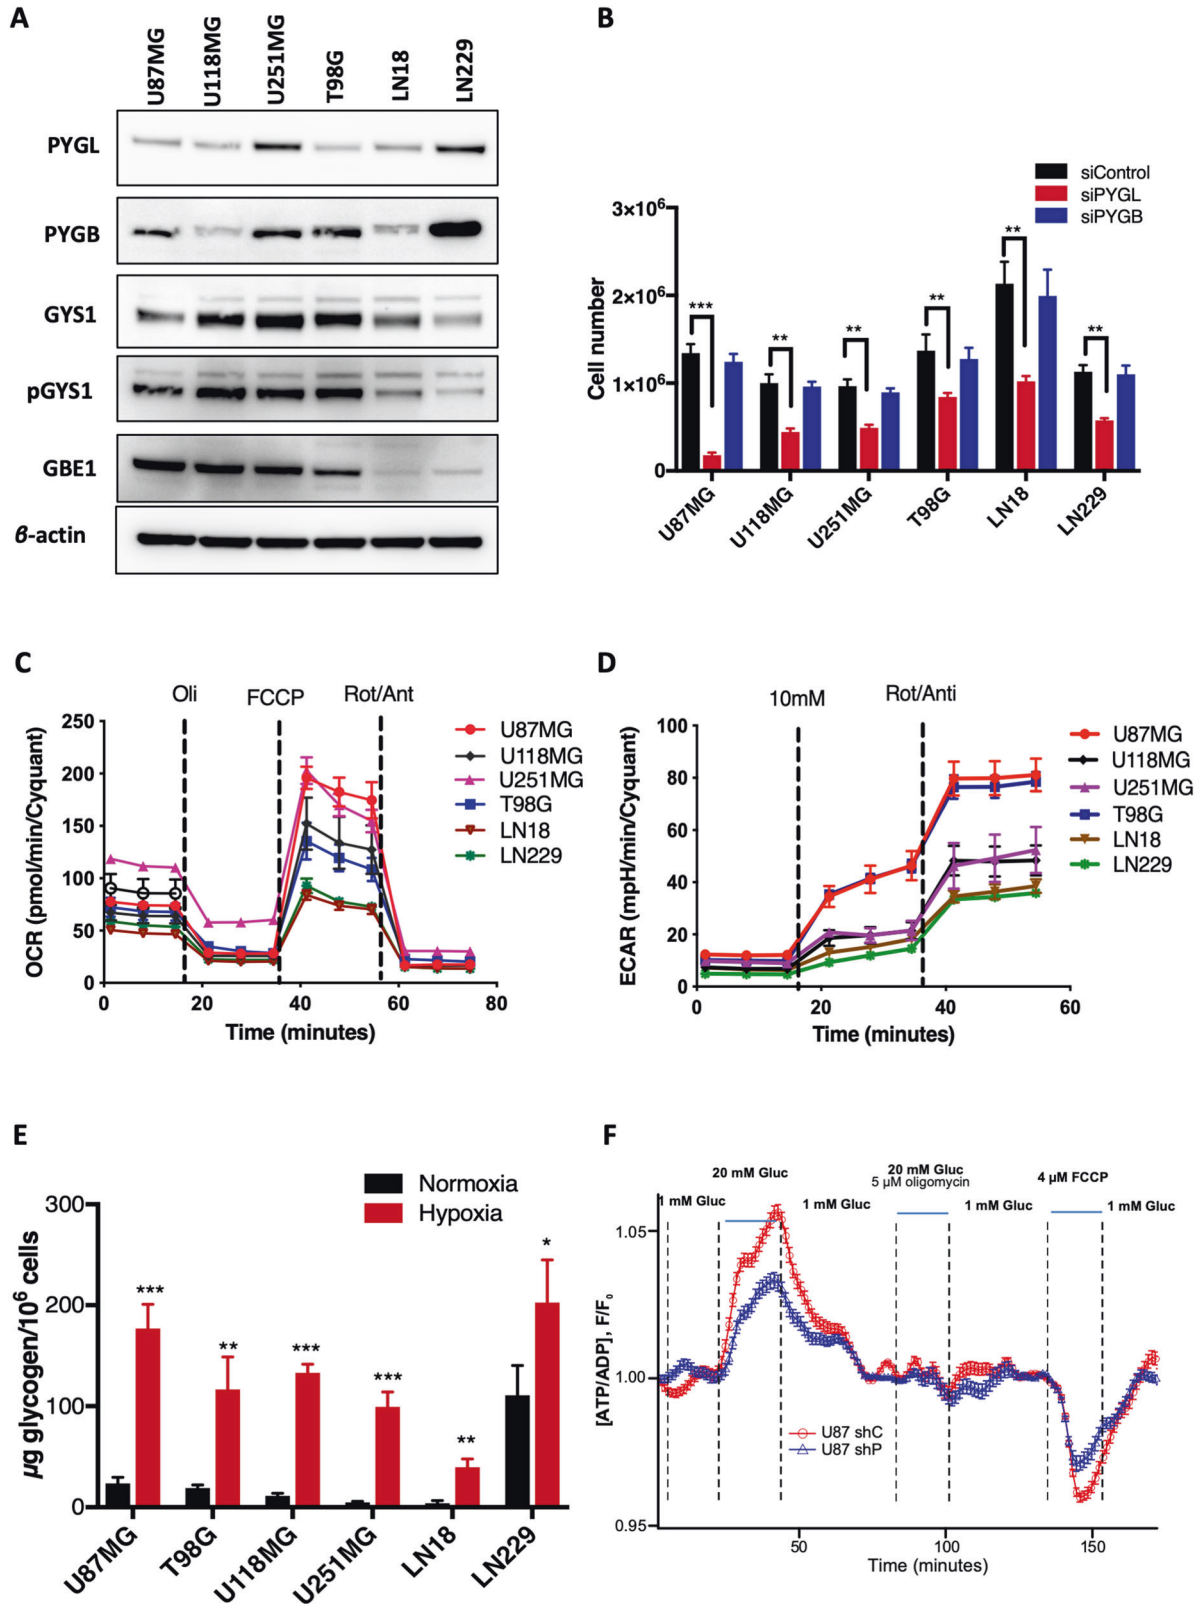 A
U87MG
U118MG
U251MG
T98G
LN18
LN229
PYGL
PYGB
GYS1
pGYS1
GBE1
β-actin
B
siControl
siPYGL
siPYGB
Cell number
3×10⁶
2×10⁶
1×10⁶
0
***
**
**
**
**
**
U87MG
U118MG
U251MG
T98G
LN18
LN229
C
Oli
FCCP
Rot/Ant
OCR (pmol/min/Cyquant)
250
200
150
100
50
0
0 20 40 60 80
Time (minutes)
U87MG
U118MG
U251MG
T98G
LN18
LN229
D
10mM
Rot/Anti
ECAR (mpH/min/Cyquant)
100
80
60
40
20
0
0 20 40 60
Time (minutes)
U87MG
U118MG
U251MG
T98G
LN18
LN229
E
Normoxia
Hypoxia
µg glycogen/10⁶ cells
300
200
100
0
***
**
***
***
**
*
U87MG
T98G
U118MG
U251MG
LN18
LN229
F
20 mM Gluc
20 mM Gluc
5 µM oligomycin
4 µM FCCP
1 mM Gluc
1 mM Gluc
1 mM Gluc
1 mM Gluc
[ATP/ADP], F/F₀
1.05
1.00
0.95
U87 shC
U87 shP
50 100 150
Time (minutes)